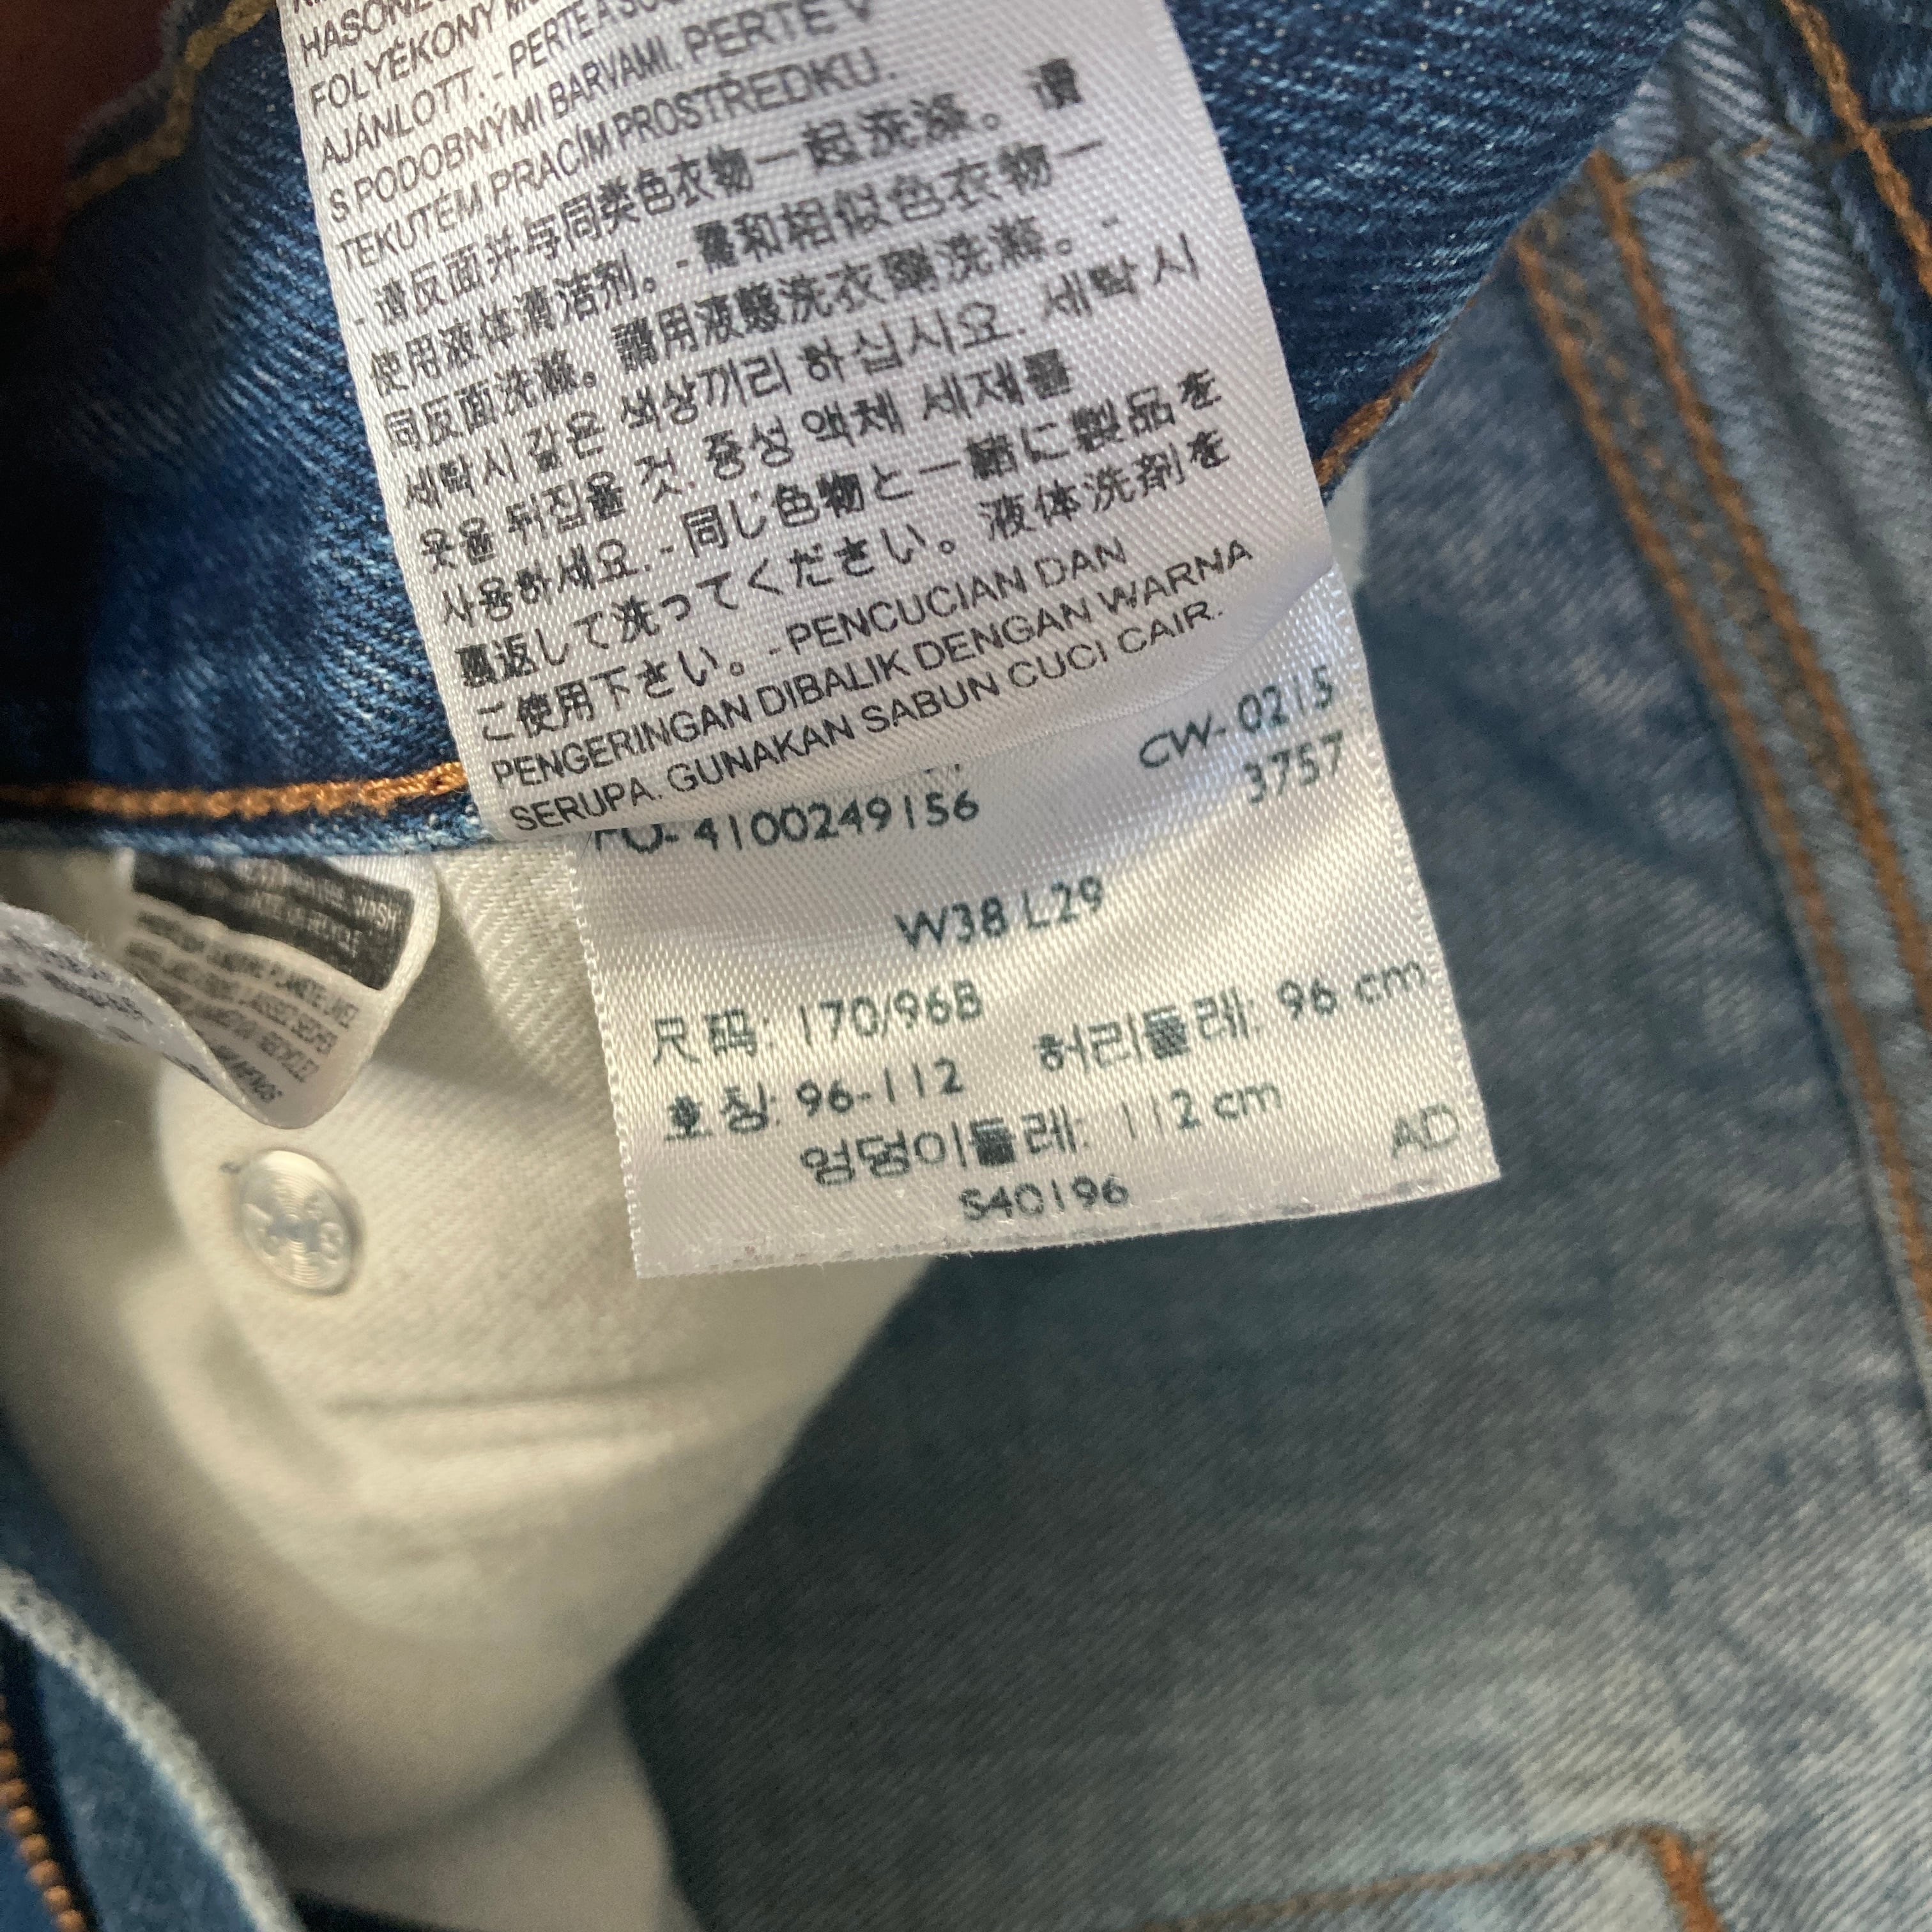 FOLYÉKONY
AJÁNLOTT. - PERTE
S PODOBNÝMI BARVAMI. PERTE V
TEKUTÉM PRACÍM PROSTŘEDKU.
- 请反面并与同类色衣物一起洗涤。請
使用液体清洁剂。- 需和相似色衣物一
同反面洗滌。請用液態洗衣劑洗滌。-
세탁시 같은 색상끼리 하십시요. 세탁시
옷을 뒤집을 것. 중성 액체 세제를
사용하세요. - 同じ色物と一緒に製品を
裏返して洗ってください。液体洗剤を
ご使用下さい。- PENCUCIAN DAN
PENGERINGAN DIBALIK DENGAN WARNA
SERUPA. GUNAKAN SABUN CUCI CAIR.
CW- 0215
3757
PO- 4100249156
W38 L29
尺码: 170/96B
허리둘레: 96 cm
호칭: 96-112
엉덩이둘레: 112 cm
AD
S40196